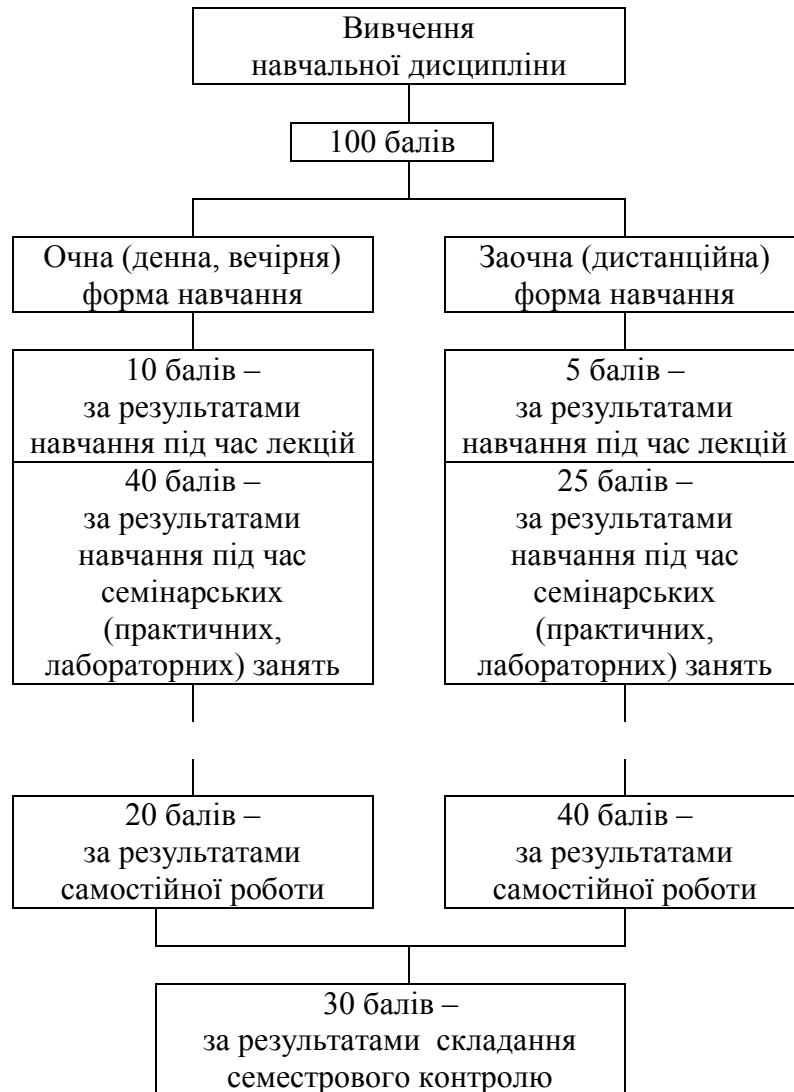 Вивчення
навчальної дисципліни
100 балів
Очна (денна, вечірня)
форма навчання
Заочна (дистанційна)
форма навчання
10 балів –
за результатами
навчання під час лекцій
5 балів –
за результатами
навчання під час лекцій
40 балів –
за результатами
навчання під час
семінарських
(практичних,
лабораторних) занять
25 балів –
за результатами
навчання під час
семінарських
(практичних,
лабораторних) занять
20 балів –
за результатами
самостійної роботи
40 балів –
за результатами
самостійної роботи
30 балів –
за результатами складання
семестрового контролю